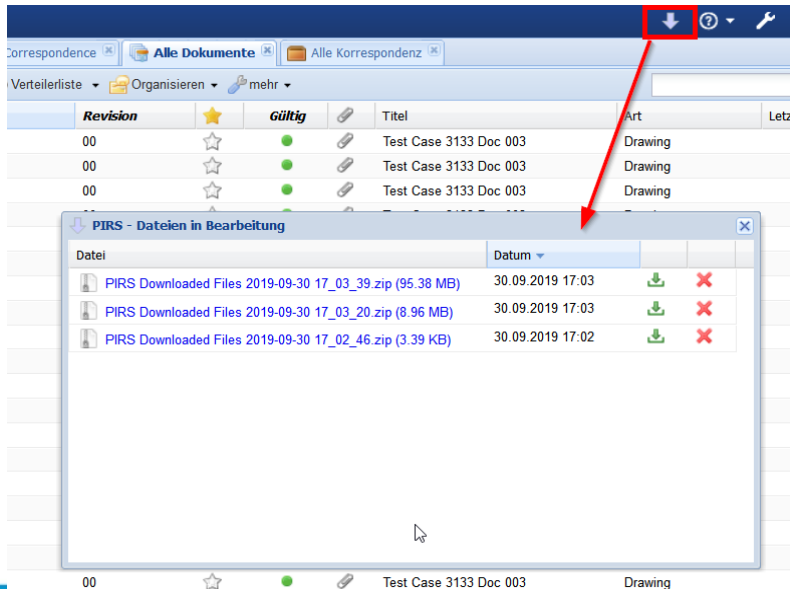 Correspondence Alle Dokumente Alle Korrespondenz
Verteilerliste Organisieren mehr
Revision Gültig Titel Art Letz
00 Test Case 3133 Doc 003 Drawing
00 Test Case 3133 Doc 003 Drawing
00 Test Case 3133 Doc 003 Drawing
PIRS - Dateien in Bearbeitung
Datei Datum
PIRS Downloaded Files 2019-09-30 17_03_39.zip (95.38 MB) 30.09.2019 17:03
PIRS Downloaded Files 2019-09-30 17_03_20.zip (8.96 MB) 30.09.2019 17:03
PIRS Downloaded Files 2019-09-30 17_02_46.zip (3.39 KB) 30.09.2019 17:02
00 Test Case 3133 Doc 003 Drawing